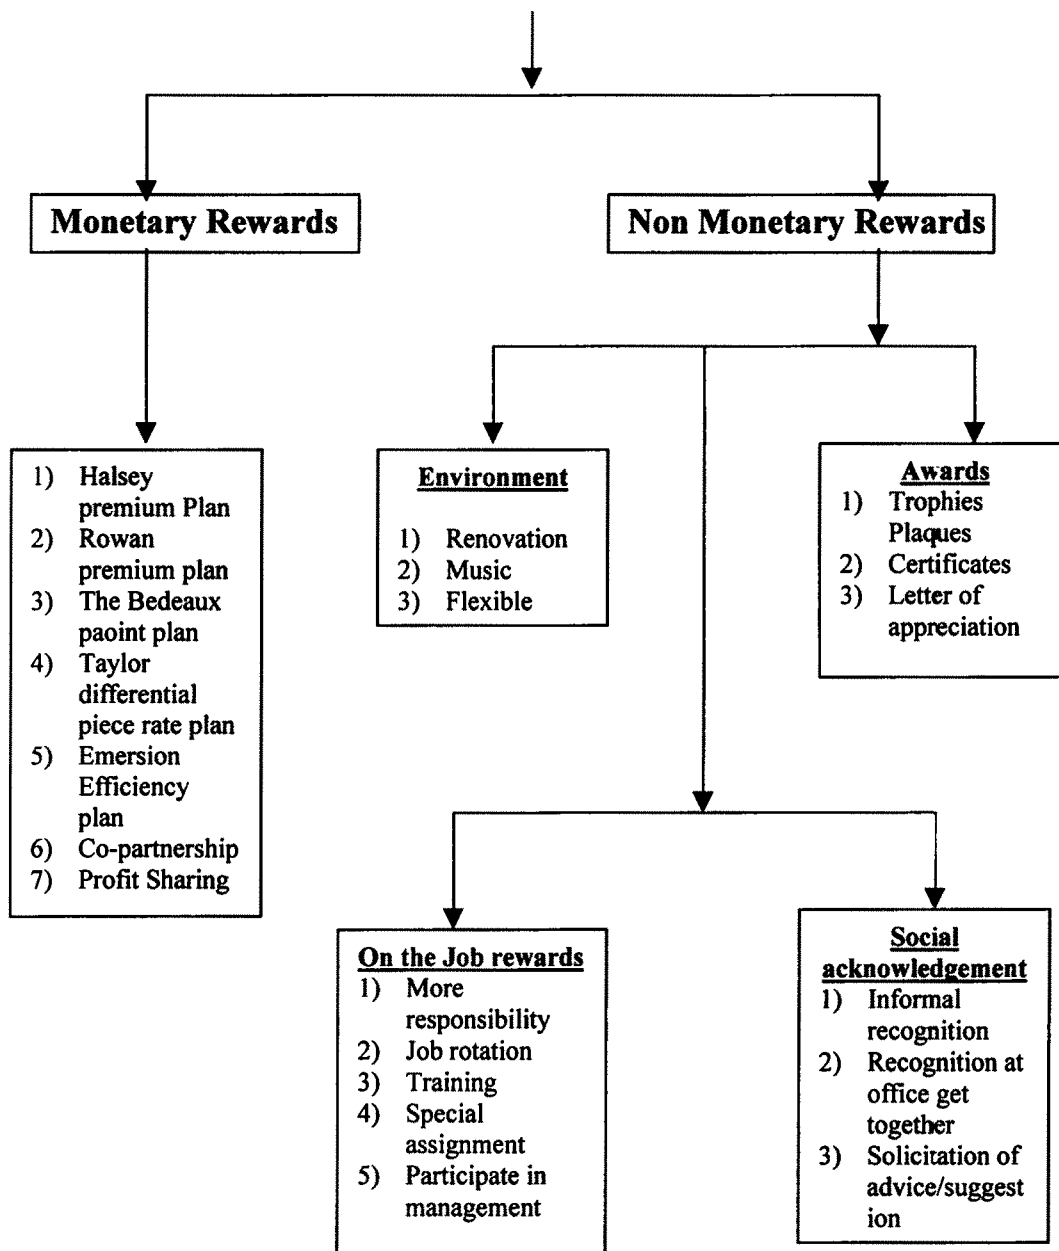 Monetary Rewards
Non Monetary Rewards
1) Halsey
premium Plan
2) Rowan
premium plan
3) The Bedeaux
paoint plan
4) Taylor
differential
piece rate plan
5) Emersion
Efficiency
plan
6) Co-partnership
7) Profit Sharing
Environment
1) Renovation
2) Music
3) Flexible
Awards
1) Trophies
Plaques
2) Certificates
3) Letter of
appreciation
On the Job rewards
1) More
responsibility
2) Job rotation
3) Training
4) Special
assignment
5) Participate in
management
Social
acknowledgement
1) Informal
recognition
2) Recognition at
office get
together
3) Solicitation of
advice/suggest
ion